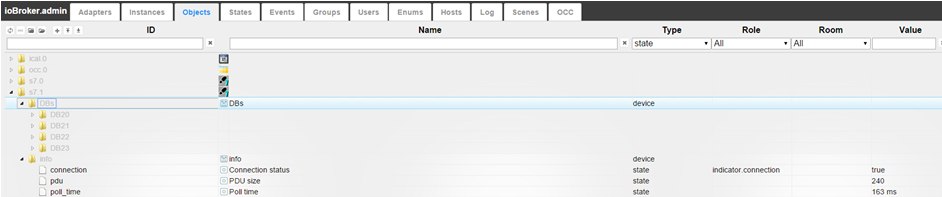 ioBroker.admin Adapters Instances Objects States Events Groups Users Enums Hosts Log Scenes OCC
ID Name Type Role Room Value
state All All
ical.0
occ.0
s7.0
s7.1
DBs DBs device
DB20
DB21
DB22
DB23
info info device
connection Connection status state indicator.connection true
pdu PDU size state 240
poll_time Poll time state 163 ms